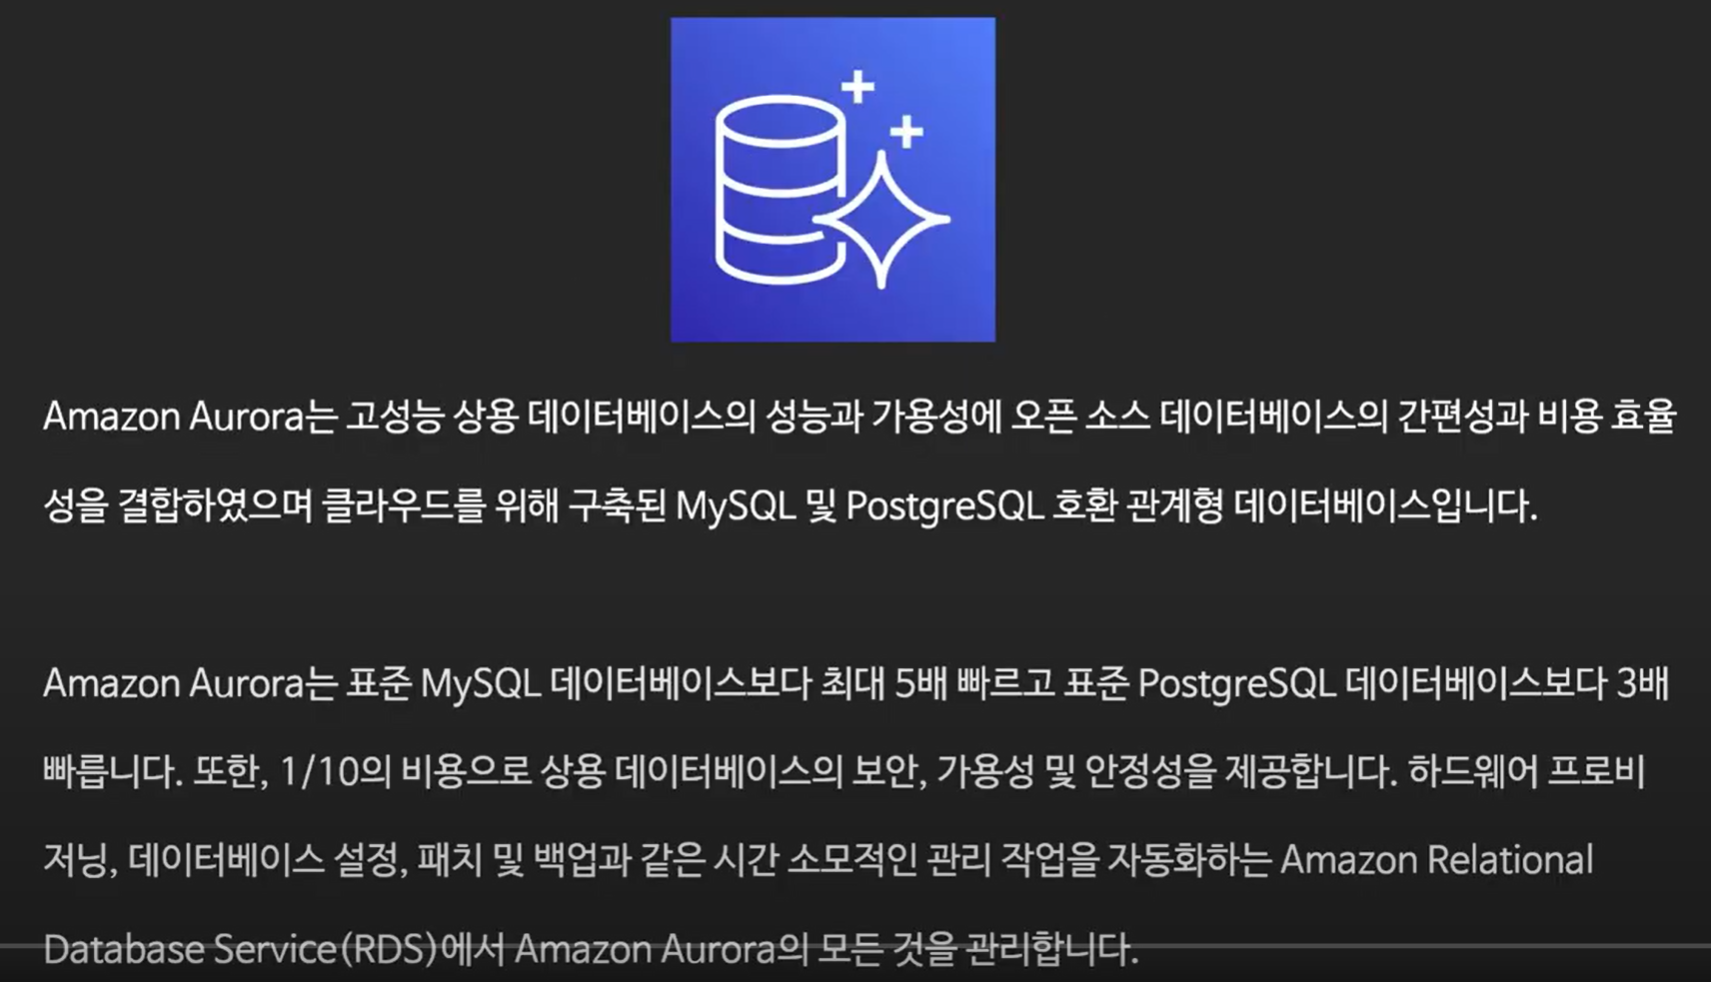 Amazon Aurora는 고성능 상용 데이터베이스의 성능과 가용성에 오픈 소스 데이터베이스의 간편성과 비용 효율
성을 결합하였으며 클라우드를 위해 구축된 MySQL 및 PostgreSQL 호환 관계형 데이터베이스입니다.
Amazon Aurora는 표준 MySQL 데이터베이스보다 최대 5배 빠르고 표준 PostgreSQL 데이터베이스보다 3배
빠릅니다. 또한, 1/10의 비용으로 상용 데이터베이스의 보안, 가용성 및 안정성을 제공합니다. 하드웨어 프로비
저닝, 데이터베이스 설정, 패치 및 백업과 같은 시간 소모적인 관리 작업을 자동화하는 Amazon Relational
Database Service(RDS)에서 Amazon Aurora의 모든 것을 관리합니다.